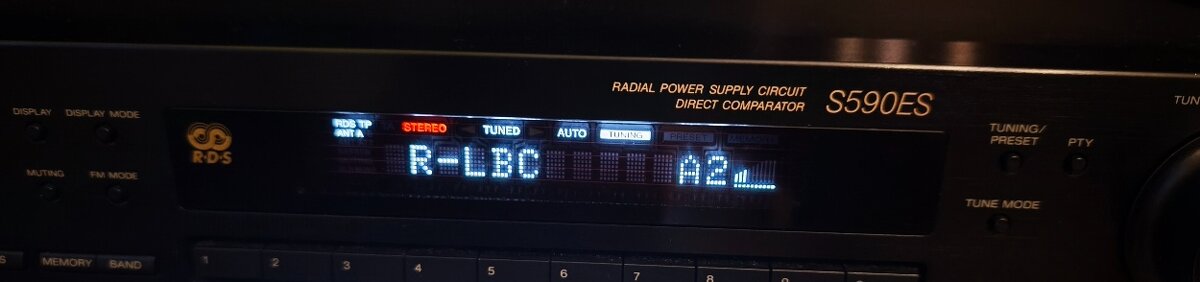 RADIAL POWER SUPPLY CIRCUIT
DIRECT COMPARATOR
S590ES
TUN
DISPLAY DISPLAY MODE
MUTING FM MODE
R·D·S
RDS TP
ANT A
STEREO TUNED AUTO TUNING PRESET
R-LBC A2
TUNING/
PRESET
PTY
TUNE MODE
S MEMORY BAND
1 2 3 4 5 6 7 8